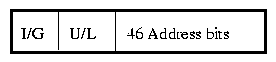 I/G U/L 46 Address bits